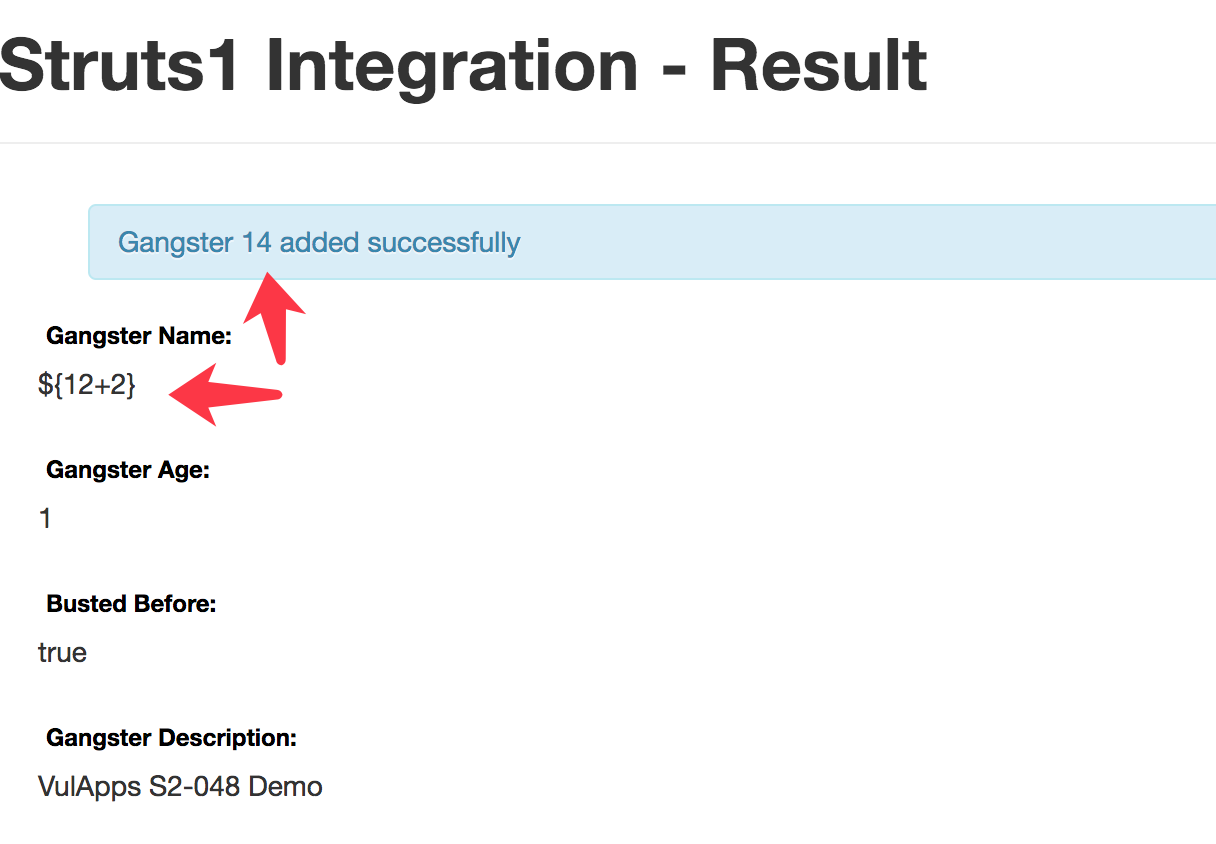 Struts1 Integration - Result
Gangster 14 added successfully
Gangster Name:
${12+2}
Gangster Age:
1
Busted Before:
true
Gangster Description:
VulApps S2-048 Demo